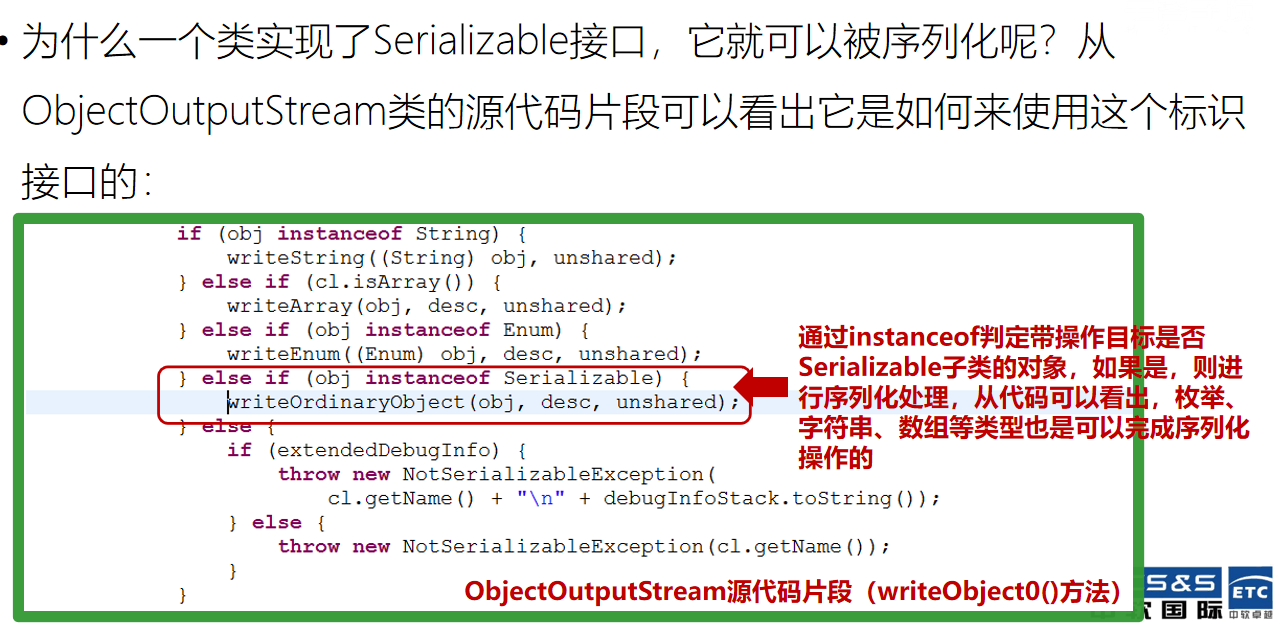 • 为什么一个类实现了Serializable接口，它就可以被序列化呢？从
ObjectOutputStream类的源代码片段可以看出它是如何来使用这个标识
接口的：
if (obj instanceof String) {
writeString((String) obj, unshared);
} else if (cl.isArray()) {
writeArray(obj, desc, unshared);
} else if (obj instanceof Enum) {
writeEnum((Enum) obj, desc, unshared);
} else if (obj instanceof Serializable) {
writeOrdinaryObject(obj, desc, unshared);
} else {
if (extendedDebugInfo) {
throw new NotSerializableException(
cl.getName() + "\n" + debugInfoStack.toString());
} else {
throw new NotSerializableException(cl.getName());
}
}
通过instanceof判定带操作目标是否
Serializable子类的对象，如果是，则进
行序列化处理，从代码可以看出，枚举、
字符串、数组等类型也是可以完成序列化
操作的
ObjectOutputStream源代码片段（writeObject0()方法）
S&S
ETC
软国际
中软卓越